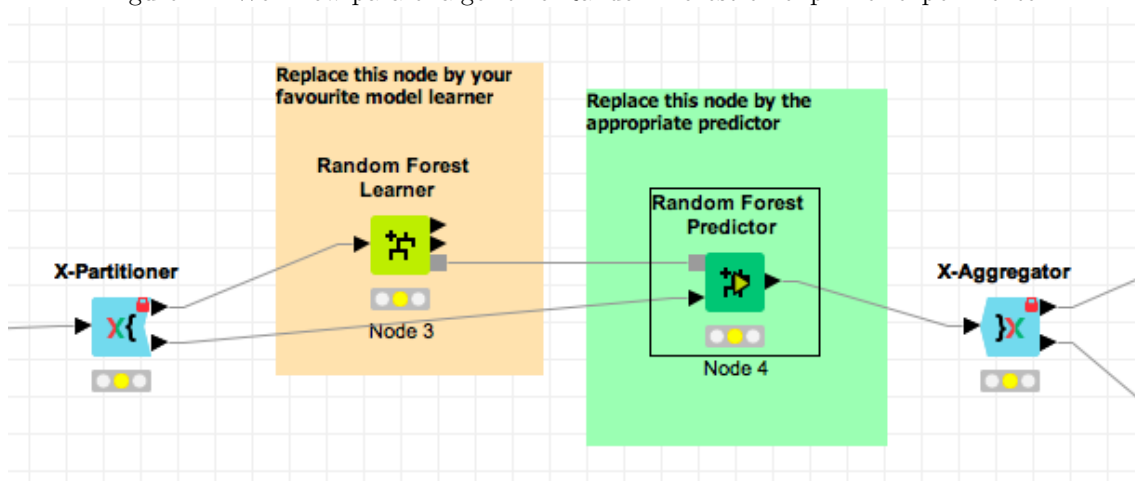 Replace this node by your
favourite model learner
Replace this node by the
appropriate predictor
Random Forest
Learner
Random Forest
Predictor
X-Partitioner
X-Aggregator
X{
}X
Node 3
Node 4